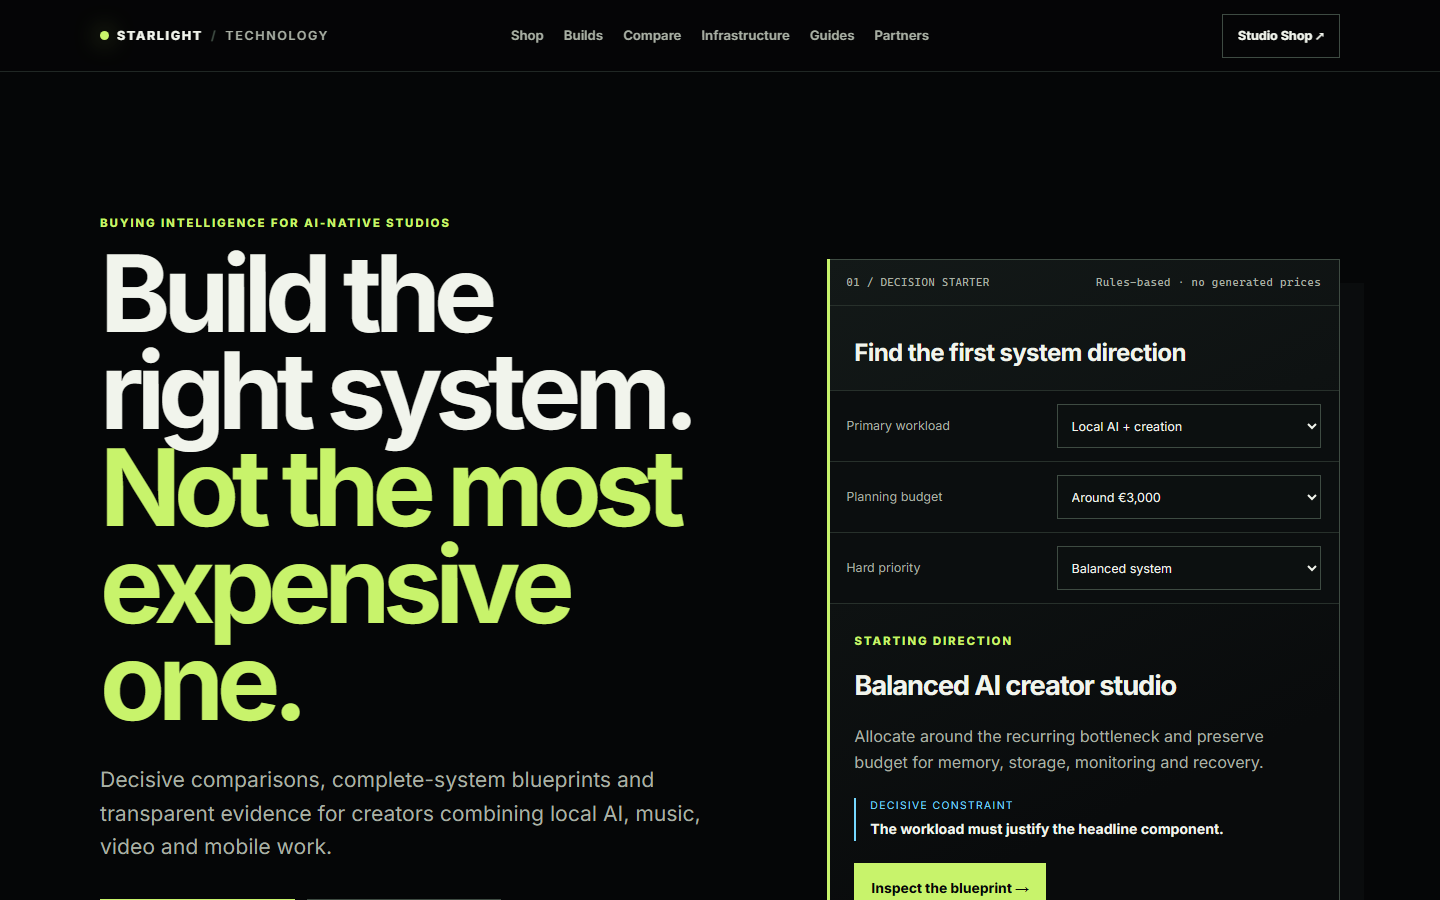 STARLIGHT / TECHNOLOGY
Shop Builds Compare Infrastructure Guides Partners
Studio Shop ↗
BUYING INTELLIGENCE FOR AI-NATIVE STUDIOS
Build the
right system.
Not the most
expensive
one.
Decisive comparisons, complete-system blueprints and
transparent evidence for creators combining local AI, music,
video and mobile work.
01 / DECISION STARTER
Rules-based · no generated prices
Find the first system direction
Primary workload
Local AI + creation
Planning budget
Around €3,000
Hard priority
Balanced system
STARTING DIRECTION
Balanced AI creator studio
Allocate around the recurring bottleneck and preserve
budget for memory, storage, monitoring and recovery.
DECISIVE CONSTRAINT
The workload must justify the headline component.
Inspect the blueprint →